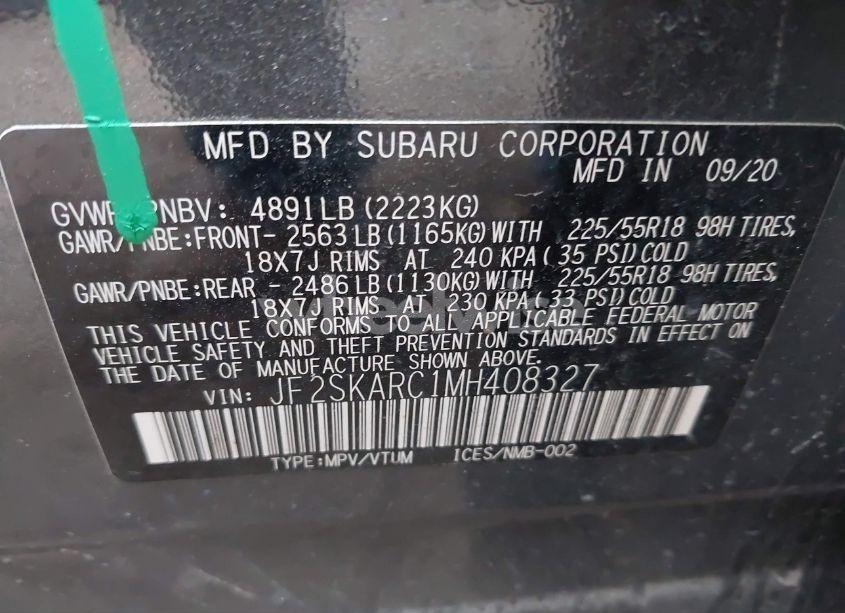 MFD BY SUBARU CORPORATION
MFD IN 09/20
PNBV: 4891LB (2223KG)
GAWR/PNBE:FRONT- 2563LB(1165KG)WITH 225/55R18 98H TIRES,
18X7J RIMS AT 240 KPA( 35 PSI)COLD
GAWR/PNBE:REAR - 2486LB(1130KG)WITH 225/55R18 98H TIRES,
18X7J RIMS AT 230 KPA(33 PSI)COLD
THIS VEHICLE CONFORMS TO ALL APPLICABLE FEDERAL MOTOR
VEHICLE SAFETY AND THEFT PREVENTION STANDARDS IN EFFECT ON
THE DATE OF MANUFACTURE SHOWN ABOVE.
VIN: JF2SKARC1MH408327
TYPE:MPV/VTUM ICES/NMB-002